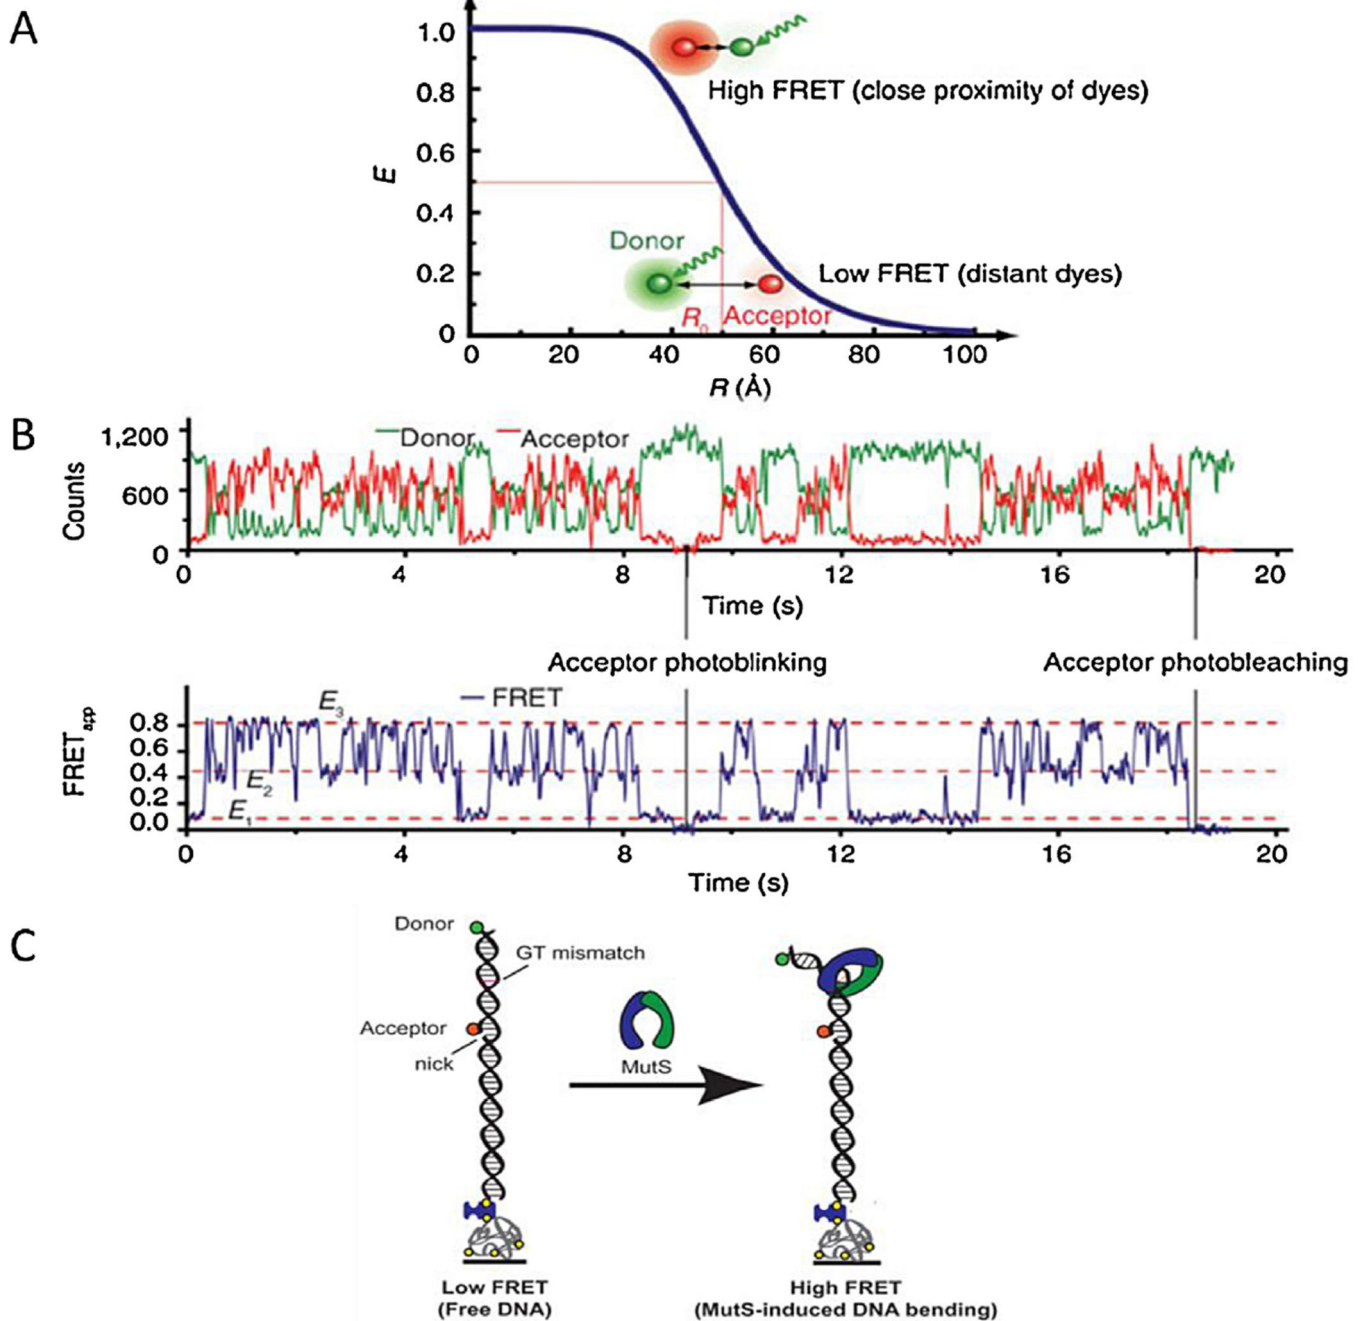 A
1.0
0.8
0.6
0.4
0.2
0
E
High FRET (close proximity of dyes)
Donor
Low FRET (distant dyes)
R₀ Acceptor
0 20 40 60 80 100
R (Å)
B
1,200
600
0
Counts
Donor Acceptor
0 4 8 12 16 20
Time (s)
Acceptor photoblinking Acceptor photobleaching
FRETapp
0.8
0.6
0.4
0.2
0.0
E₃
FRET
E₂
E₁
0 4 8 12 16 20
Time (s)
C
Donor
GT mismatch
Acceptor
nick
MutS
Low FRET
(Free DNA)
High FRET
(MutS-induced DNA bending)